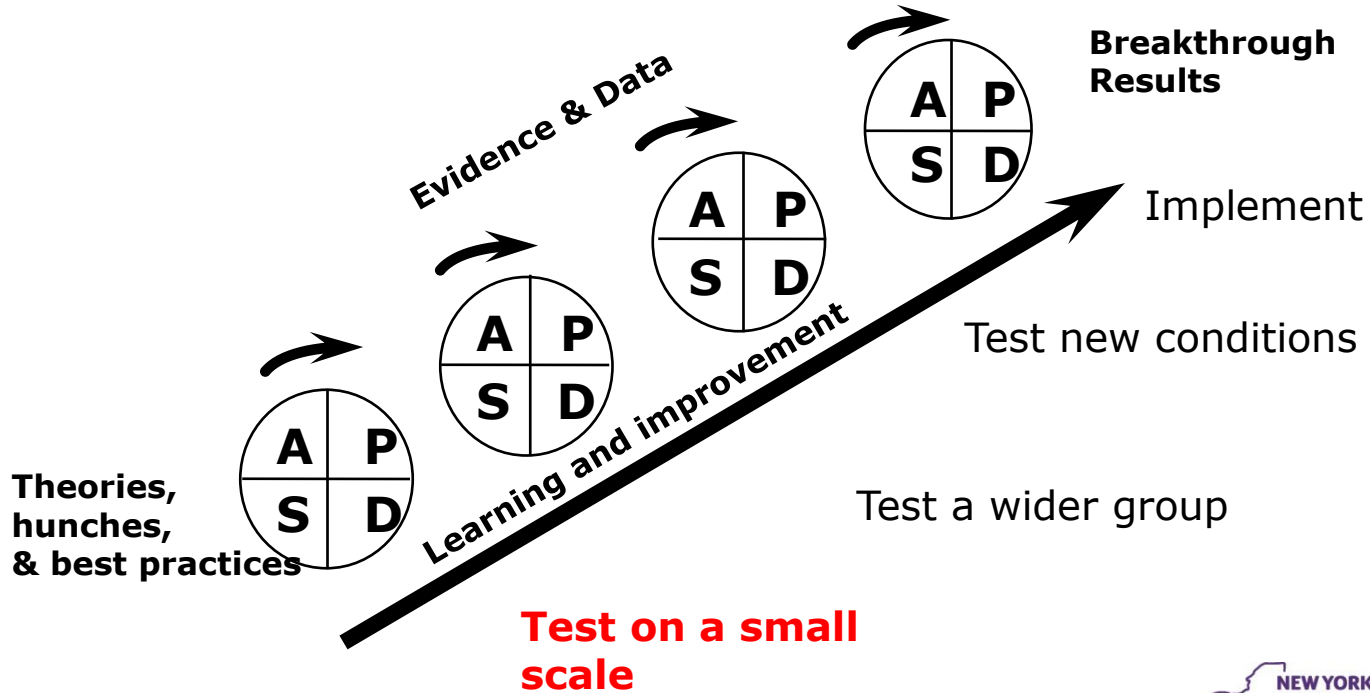 Breakthrough
Results
Evidence & Data
A P
S D
A P
S D
A P
S D
A P
S D
Implement
Test new conditions
Learning and improvement
Test a wider group
Theories,
hunches,
& best practices
Test on a small
scale
NEW YORK